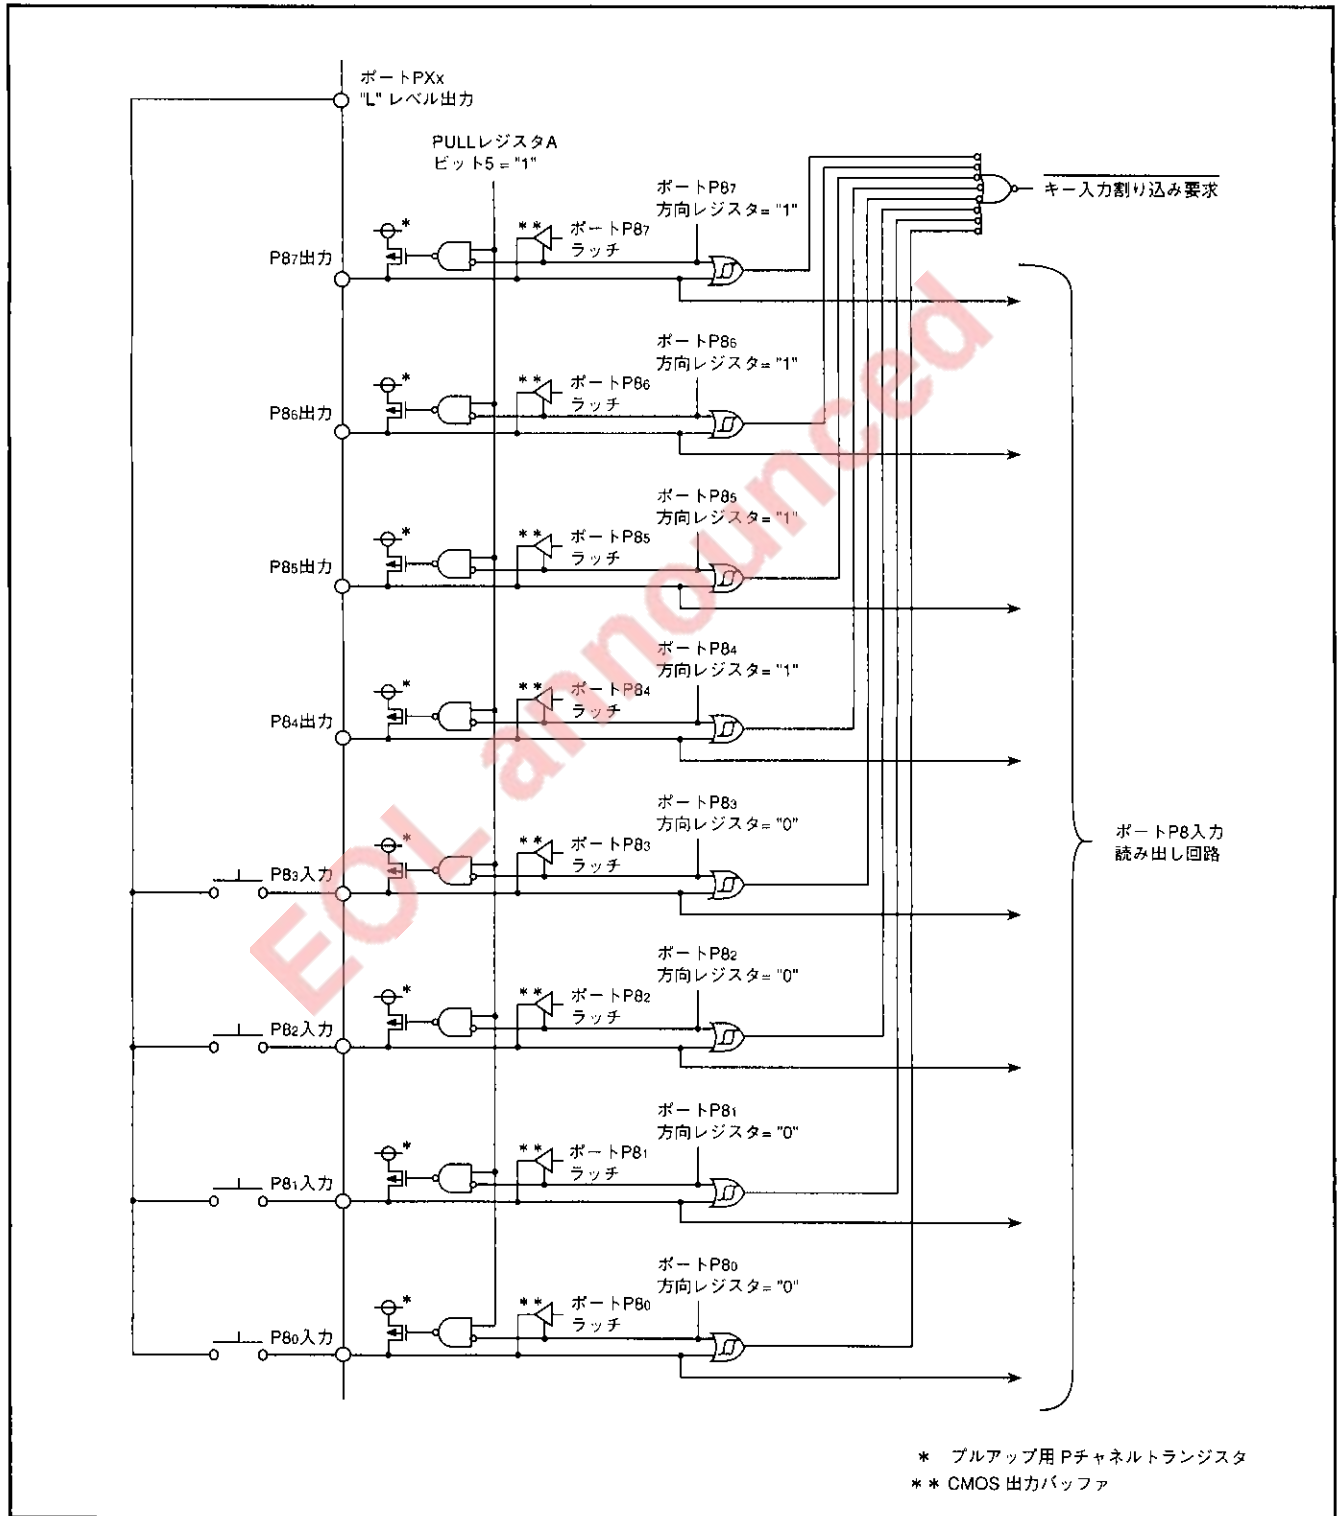 ポートPXx
"L" レベル出力
PULLレジスタA
ビット5 = "1"
キー入力割り込み要求
ポートP87
方向レジスタ= "1"
ポートP87
ラッチ
P87出力
ポートP86
方向レジスタ= "1"
ポートP86
ラッチ
P86出力
ポートP85
方向レジスタ= "1"
ポートP85
ラッチ
P85出力
ポートP84
方向レジスタ= "1"
ポートP84
ラッチ
P84出力
ポートP83
方向レジスタ= "0"
ポートP83
ラッチ
P83入力
ポートP8入力
読み出し回路
ポートP82
方向レジスタ= "0"
ポートP82
ラッチ
P82入力
ポートP81
方向レジスタ= "0"
ポートP81
ラッチ
P81入力
ポートP80
方向レジスタ= "0"
ポートP80
ラッチ
P80入力
* プルアップ用 Pチャネルトランジスタ
** CMOS 出力バッファ
EOL announced